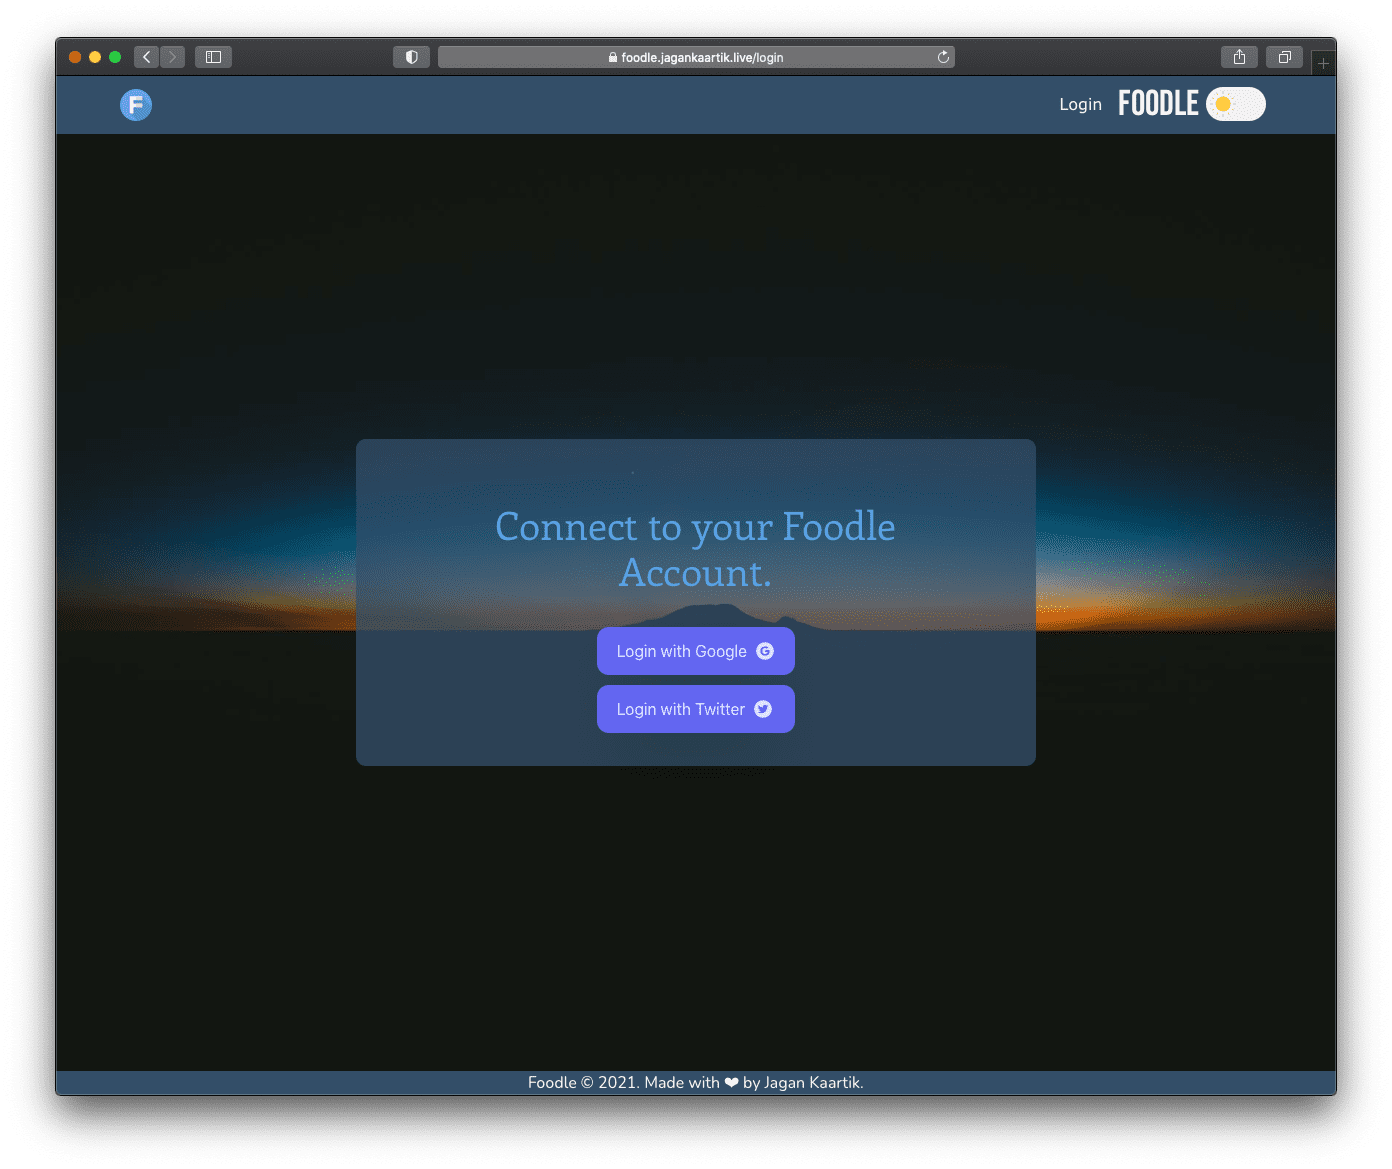 foodle.jagankaartik.live/login
F
Login
FOODLE
Connect to your Foodle
Account.
Login with Google G
Login with Twitter
Foodle © 2021. Made with ❤ by Jagan Kaartik.